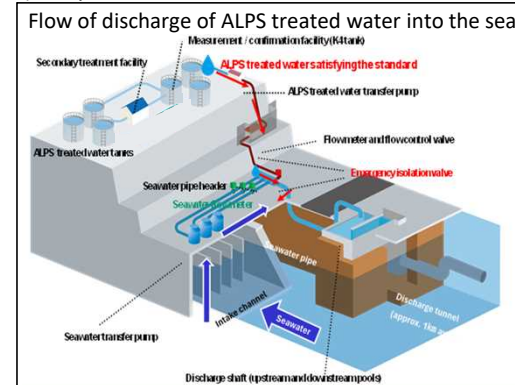 Flow of discharge of ALPS treated water into the sea
Measurement / confirmation facility (K4 tank)
Secondary treatment facility
ALPS treated water satisfying the standard
ALPS treated water transfer pump
ALPS treated water tanks
Flowmeter and flow control valve
Emergency isolation valve
Seawater pipe header
Seawater flowmeter
Seawater pipe
Intake channel
Seawater
Discharge tunnel
(approx. 1km
Seawater transfer pump
Discharge shaft (upstream and downstream pools)